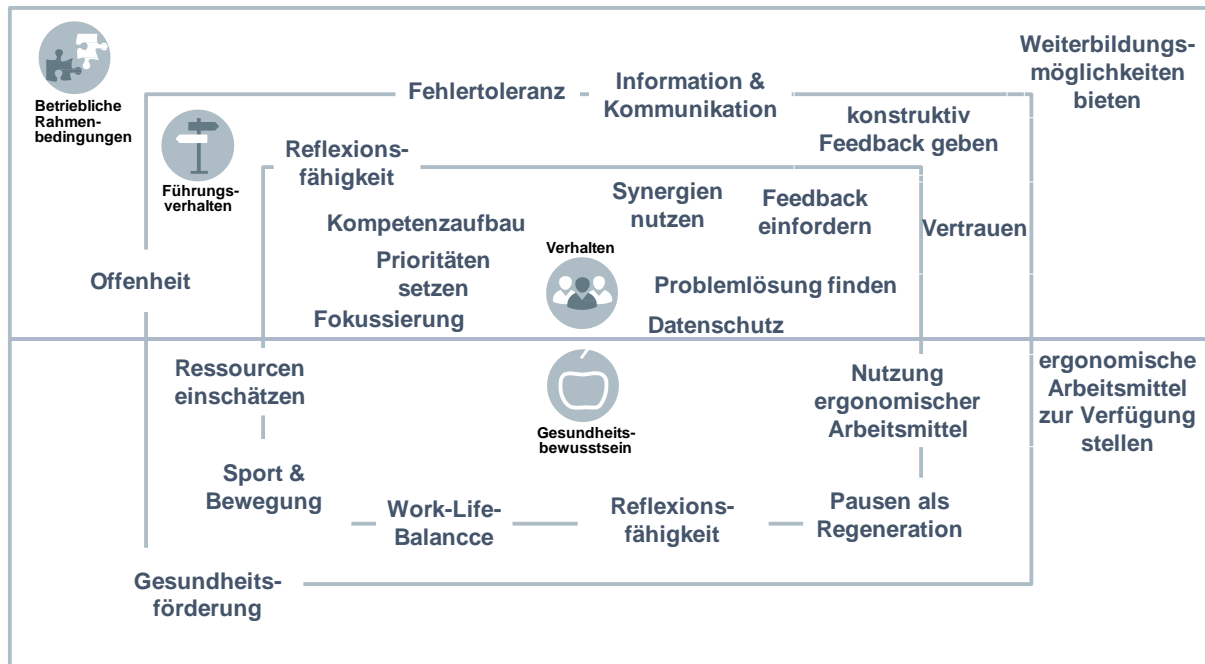 Weiterbildungs-
möglichkeiten
bieten
Betriebliche
Rahmen-
bedingungen
Fehlertoleranz
Information &
Kommunikation
konstruktiv
Feedback geben
Führungs-
verhalten
Reflexions-
fähigkeit
Synergien
nutzen
Feedback
einfordern
Kompetenzaufbau
Vertrauen
Verhalten
Offenheit
Prioritäten
setzen
Problemlösung finden
Fokussierung
Datenschutz
Ressourcen
einschätzen
Gesundheits-
bewusstsein
Nutzung
ergonomischer
Arbeitsmittel
ergonomische
Arbeitsmittel
zur Verfügung
stellen
Sport &
Bewegung
Work-Life-
Balancce
Reflexions-
fähigkeit
Pausen als
Regeneration
Gesundheits-
förderung